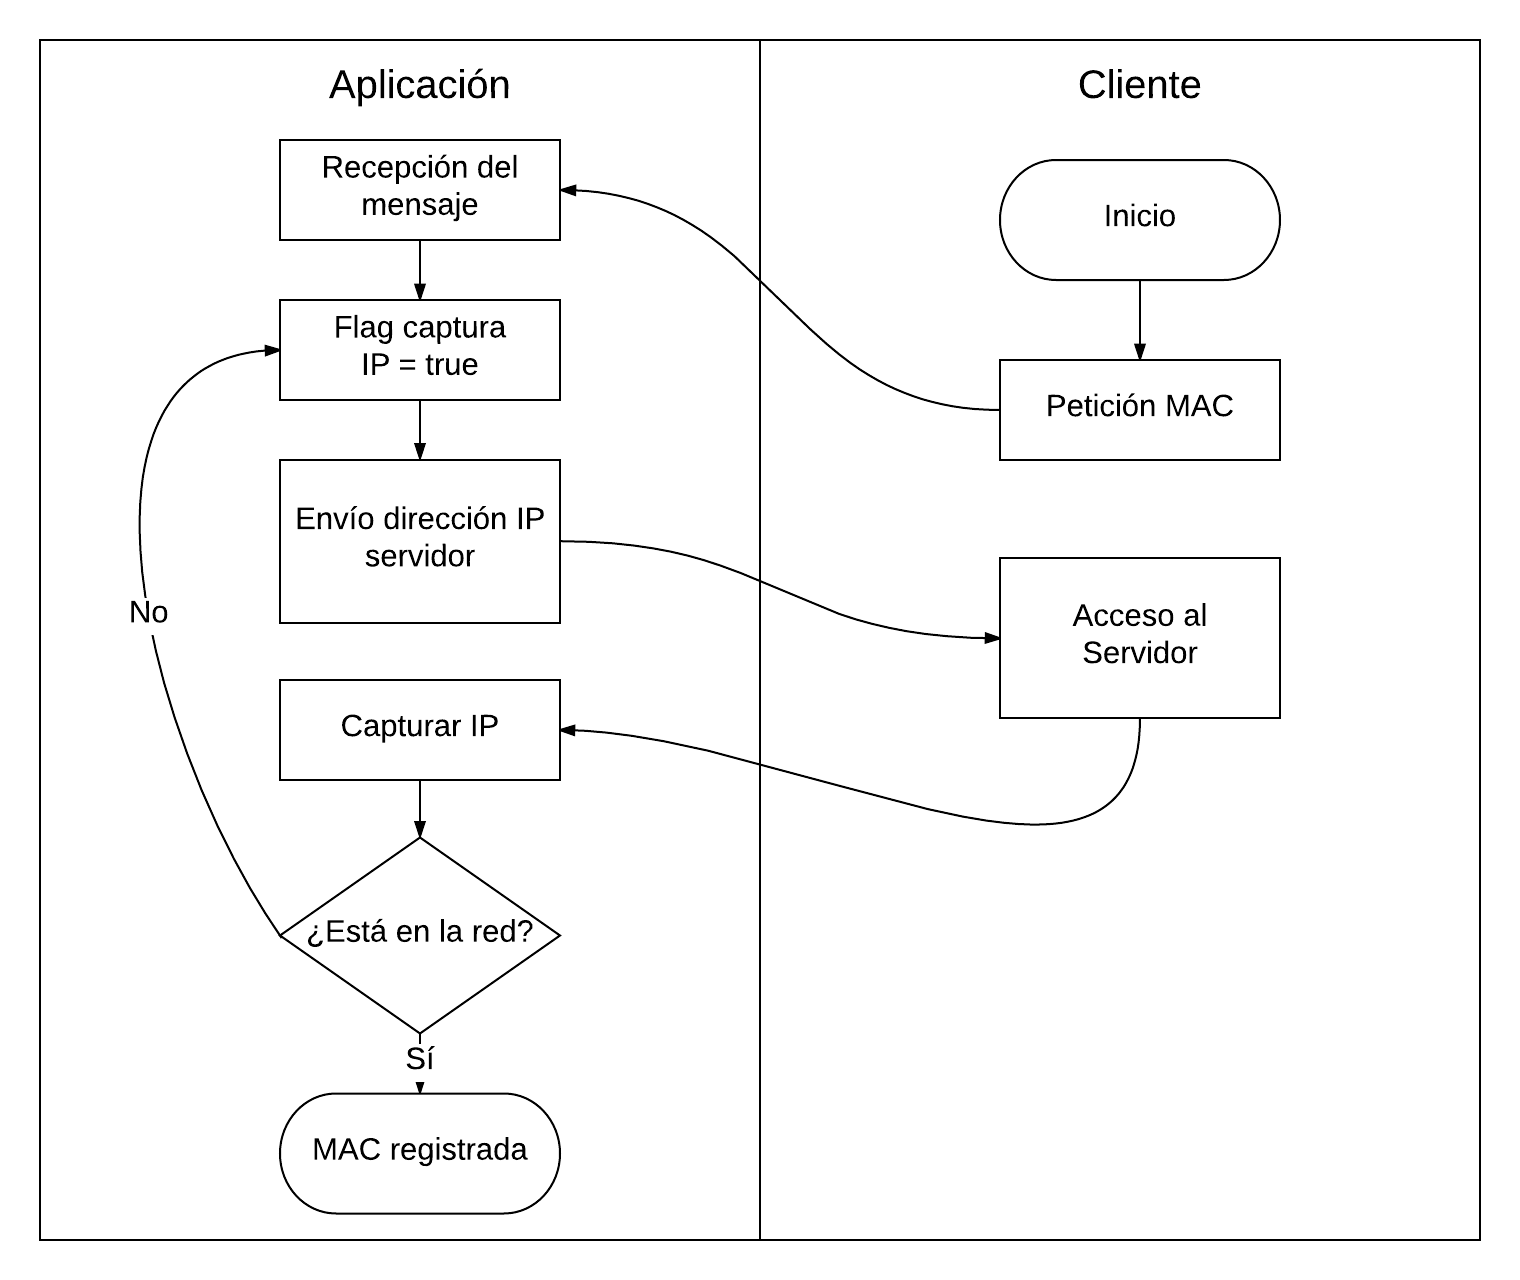 Aplicación
Recepción del
mensaje
Flag captura
IP = true
Envío dirección IP
servidor
No
Capturar IP
¿Está en la red?
Sí
MAC registrada
Cliente
Inicio
Petición MAC
Acceso al
Servidor